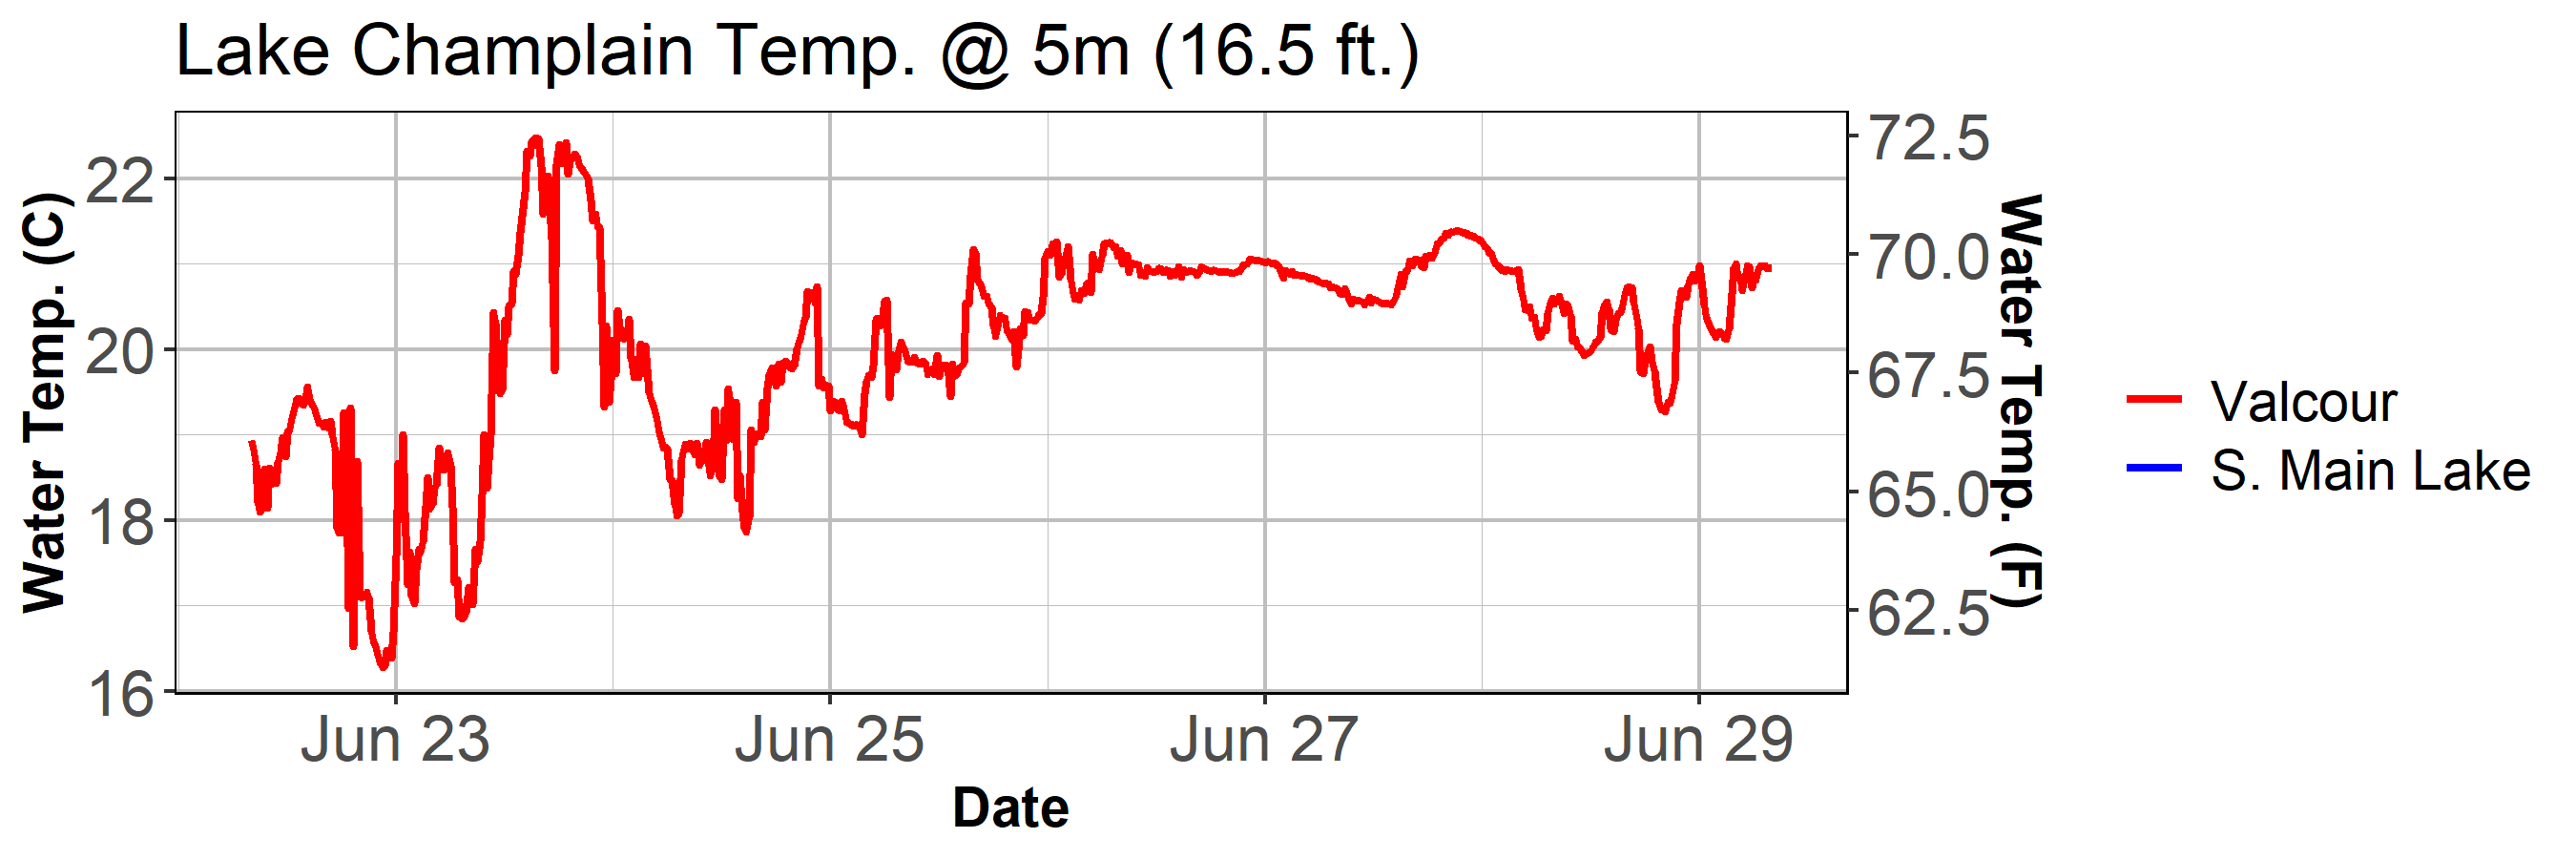 Lake Champlain Temp. @ 5m (16.5 ft.)
Water Temp. (C)
22
20
18
16
72.5
70.0
67.5
65.0
62.5
Water Temp. (F)
Jun 23
Jun 25
Jun 27
Jun 29
Date
Valcour
S. Main Lake